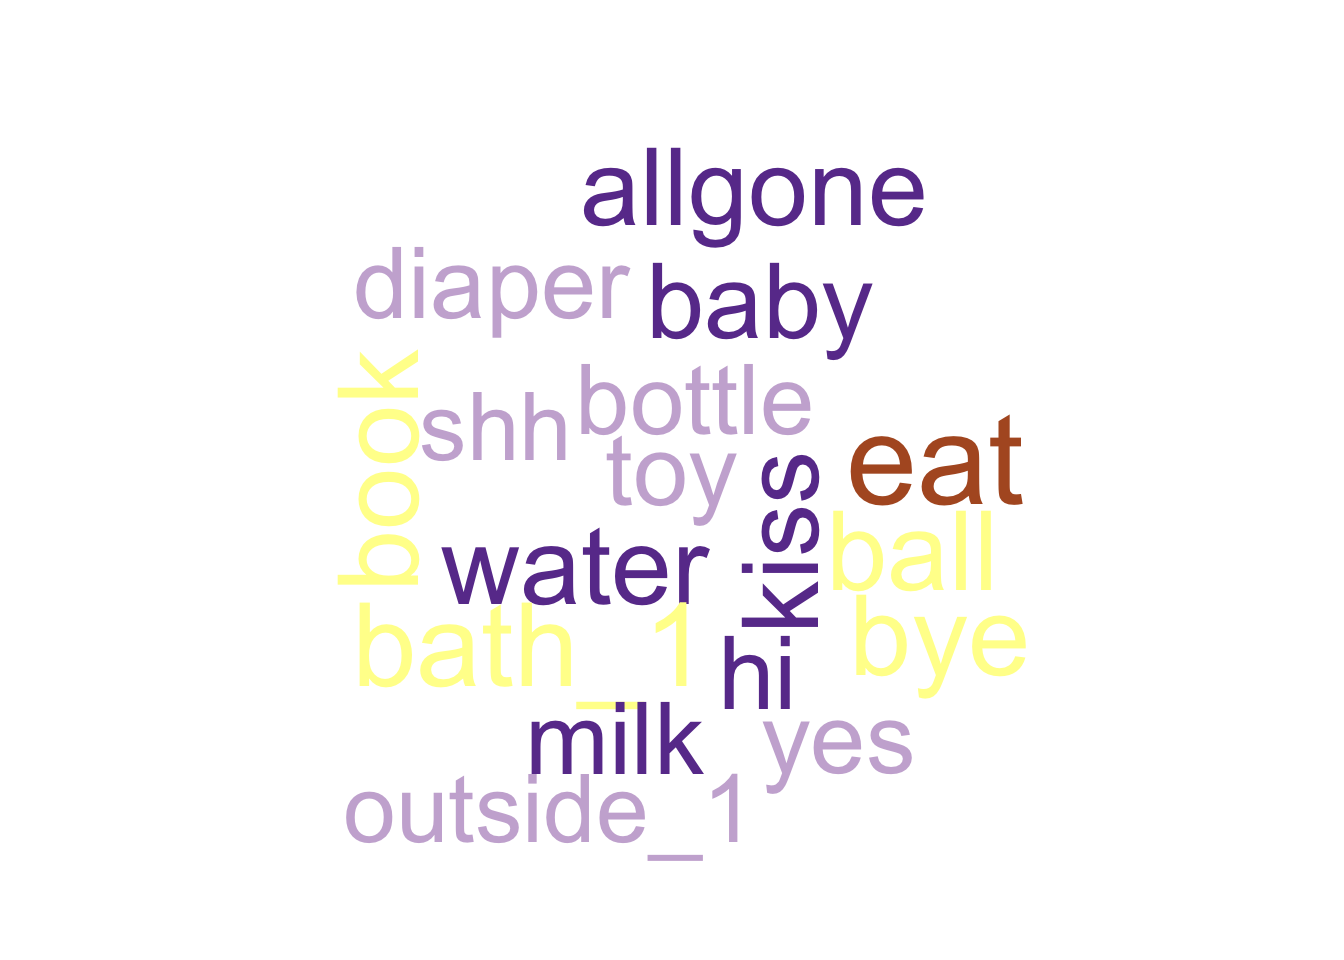 allgone
diaper
baby
book
shh
bottle
toy
kiss
eat
water
ball
bath_1
hi
bye
milk
yes
outside_1